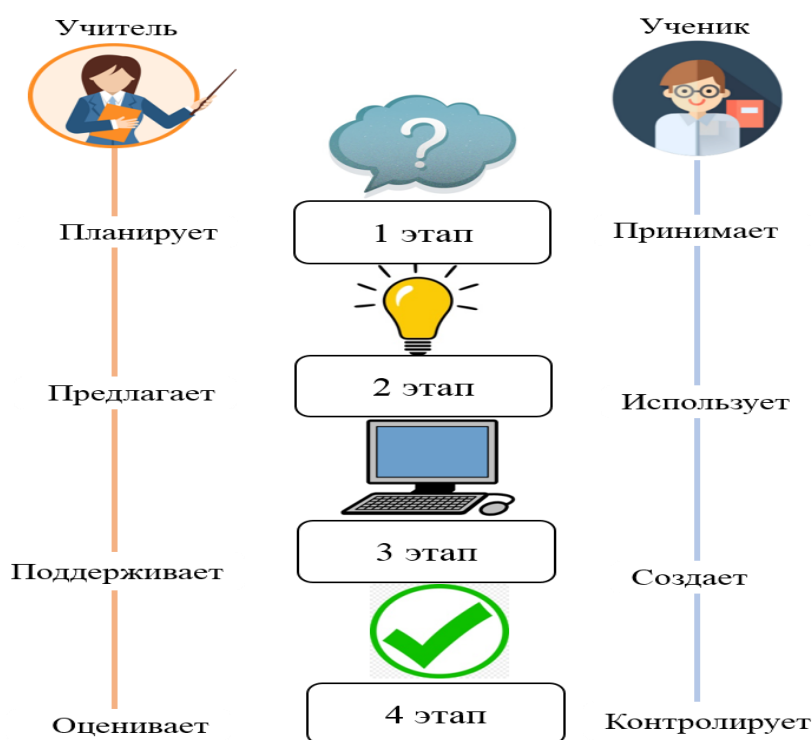 Учитель
Ученик
?
Планирует
1 этап
Принимает
Предлагает
2 этап
Использует
Поддерживает
3 этап
Создает
Оценивает
4 этап
Контролирует